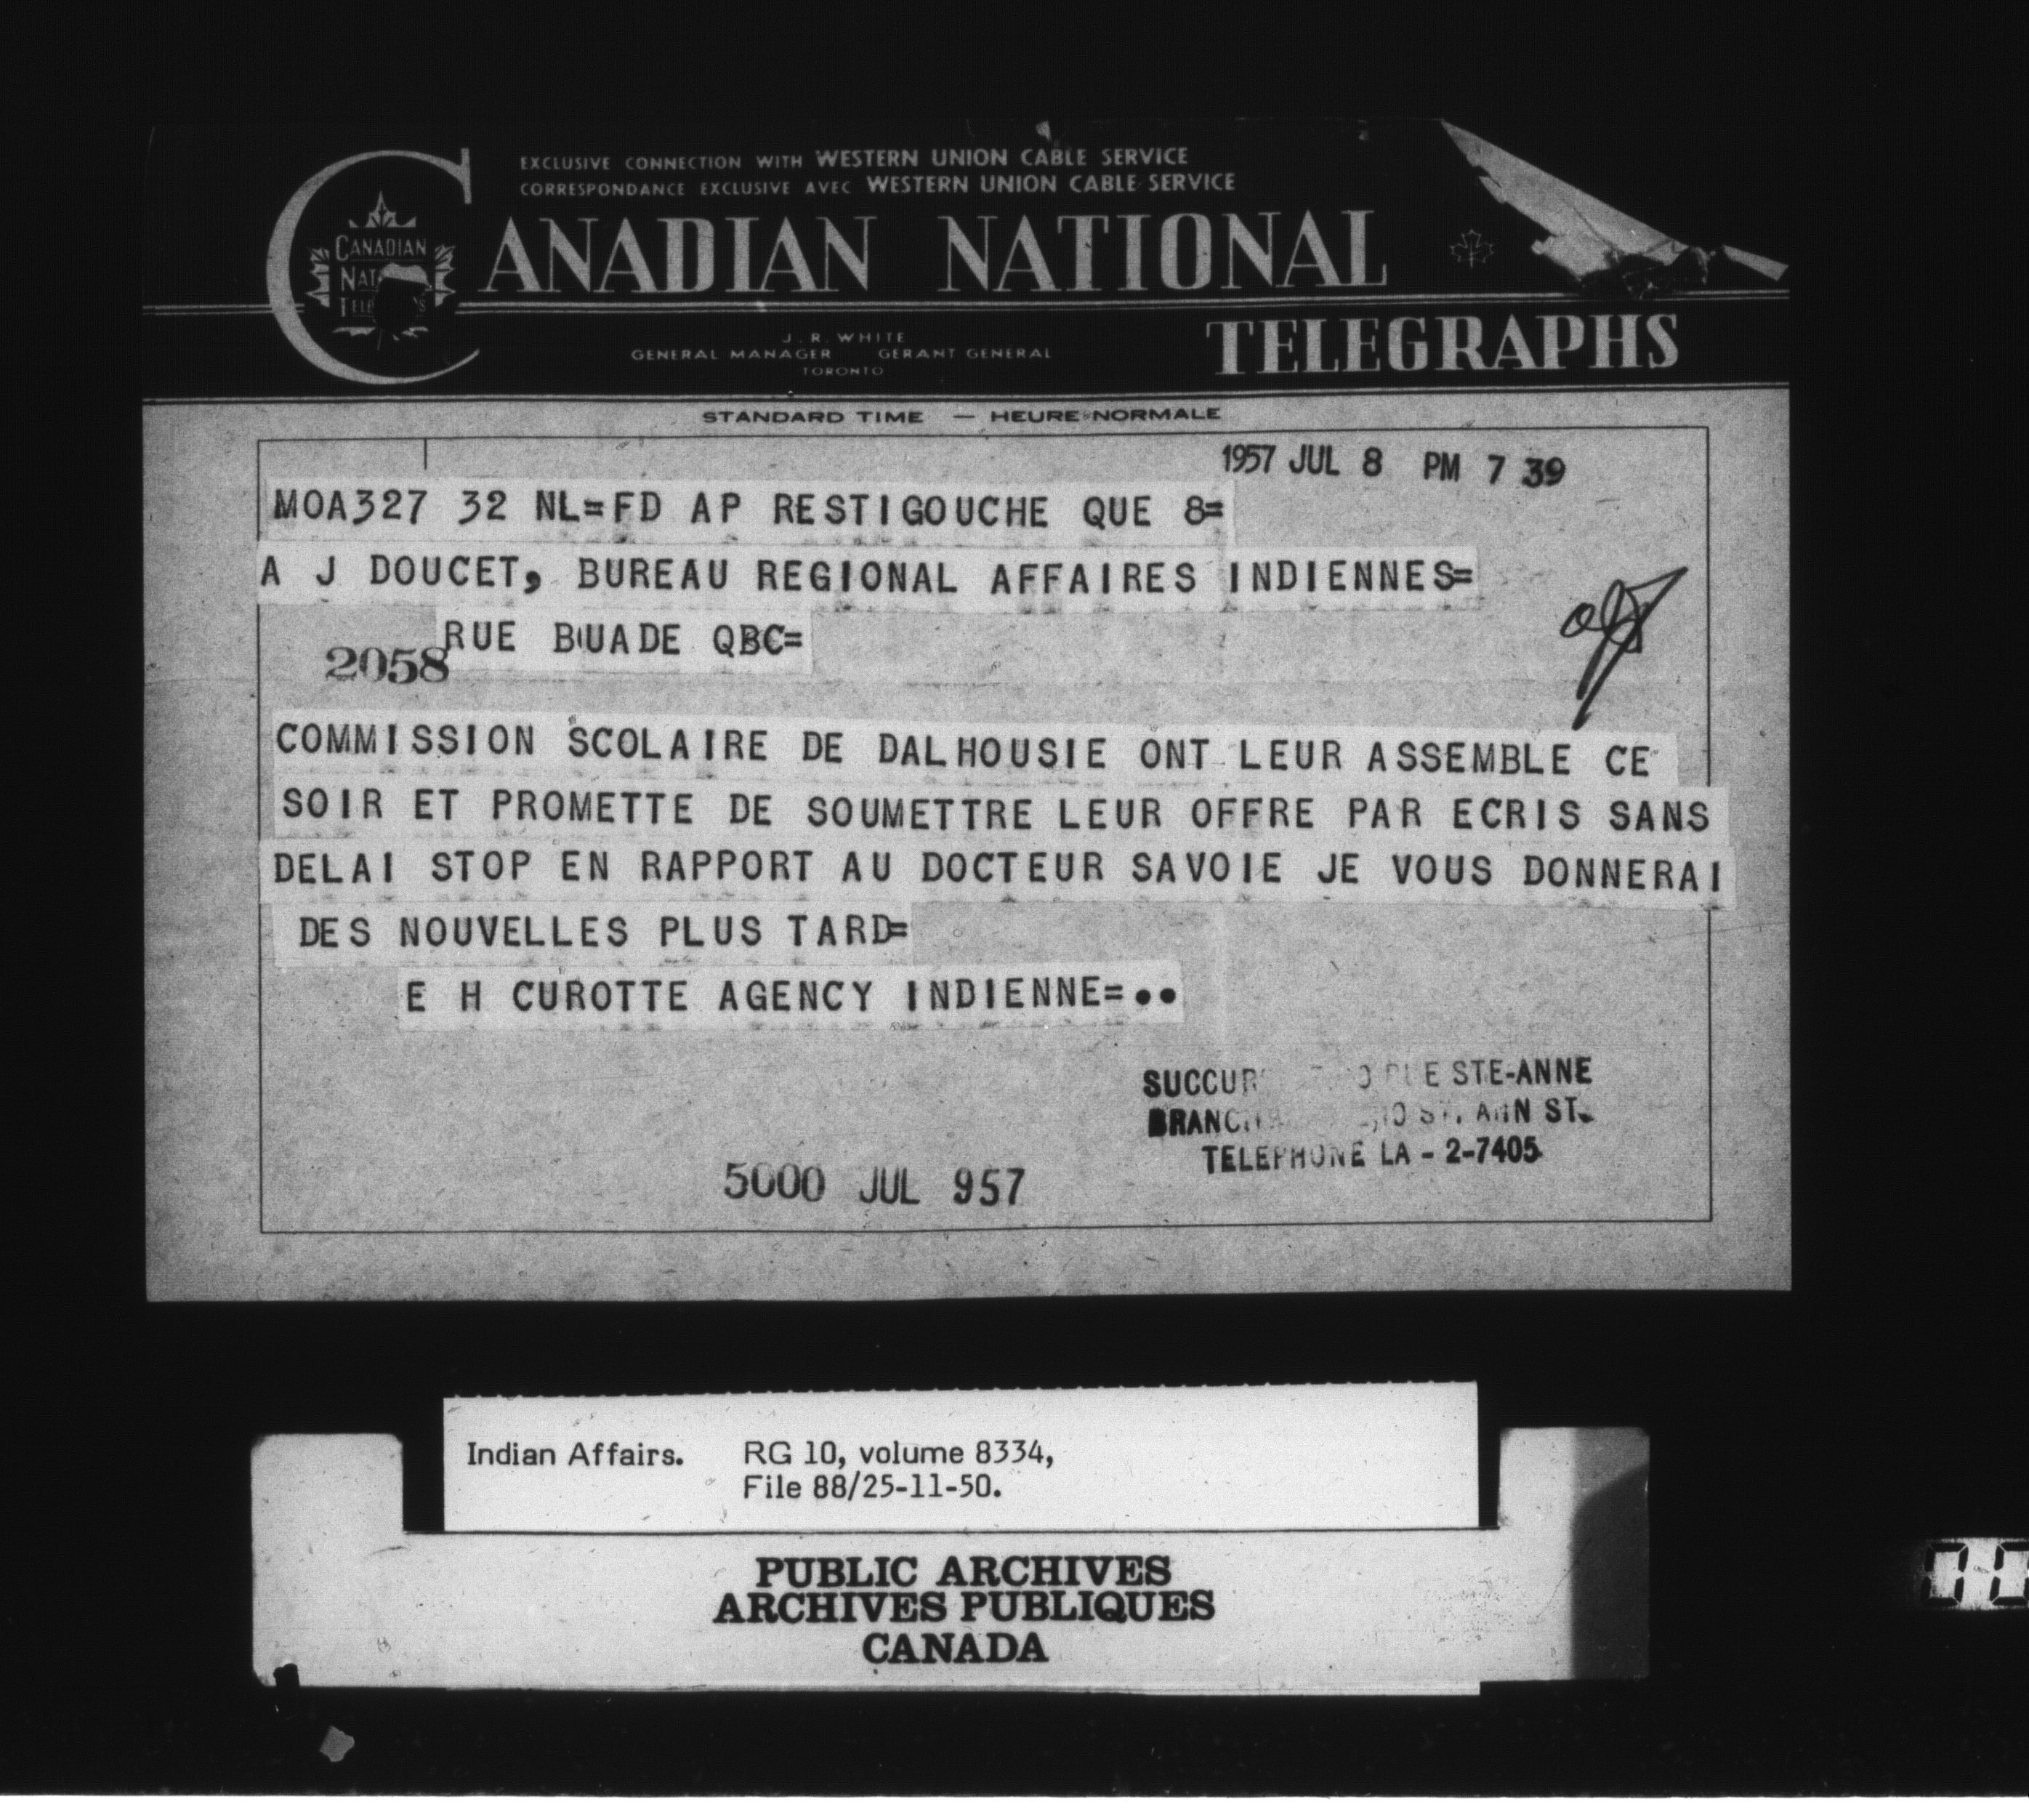 EXCLUSIVE CONNECTION WITH WESTERN UNION CABLE SERVICE
CORRESPONDANCE EXCLUSIVE AVEC WESTERN UNION CABLE SERVICE
CANADIAN NATIONAL
CANADIAN
TELEGRAPHS
J. R. WHITE
GENERAL MANAGER GERANT GENERAL
TORONTO
STANDARD TIME — HEURE NORMALE
1957 JUL 8 PM 7 39
MOA327 32 NL=FD AP RESTIGOUCHE QUE 8=
A J DOUCET, BUREAU REGIONAL AFFAIRES INDIENNES=
RUE BUADE QBC=
2058
COMMISSION SCOLAIRE DE DALHOUSIE ONT LEUR ASSEMBLE CE
SOIR ET PROMETTE DE SOUMETTRE LEUR OFFRE PAR ECRIS SANS
DELAI STOP EN RAPPORT AU DOCTEUR SAVOIE JE VOUS DONNERAI
DES NOUVELLES PLUS TARD=
E H CUROTTE AGENCY INDIENNE=..
STE-ANNE
ST. ANN ST.
TELEPHONE LA - 2-7405
5000 JUL 957
Indian Affairs. RG 10, volume 8334,
File 88/25-11-50.
PUBLIC ARCHIVES
ARCHIVES PUBLIQUES
CANADA